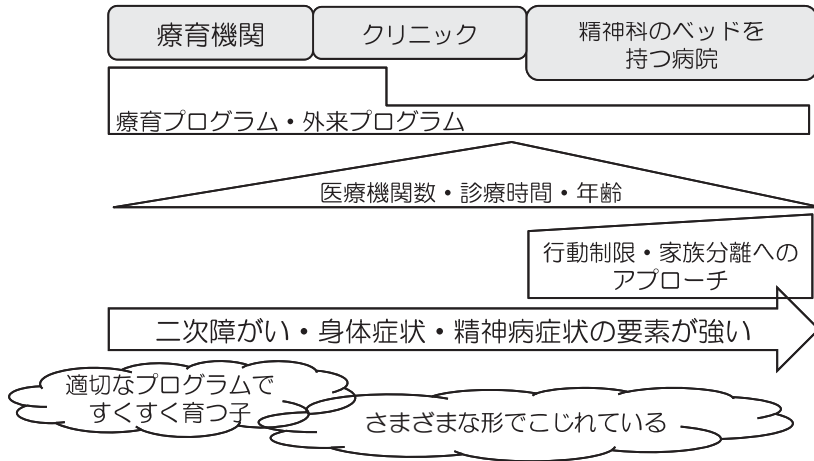 療育機関
クリニック
精神科のベッドを
持つ病院
療育プログラム・外来プログラム
医療機関数・診療時間・年齢
行動制限・家族分離への
アプローチ
二次障がい・身体症状・精神病症状の要素が強い
適切なプログラムで
すくすく育つ子
さまざまな形でこじれている